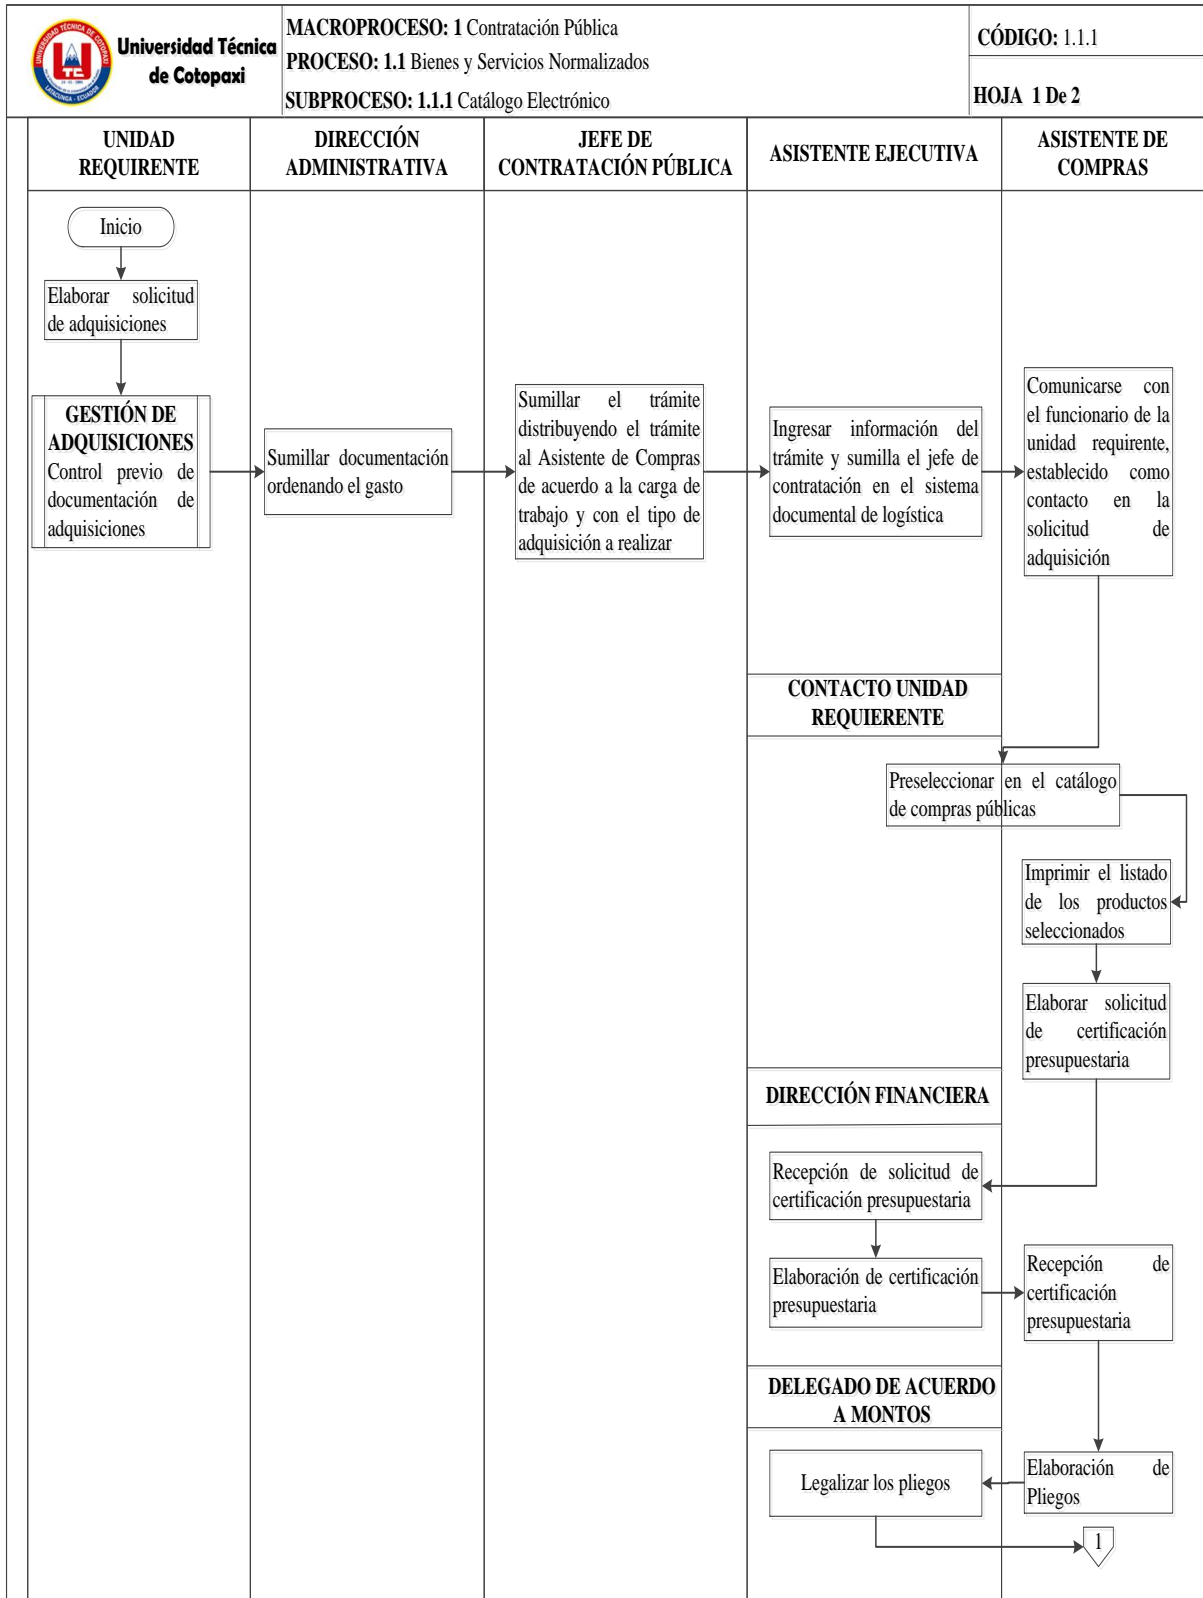 Universidad Técnica
de Cotopaxi
MACROPROCESO: 1 Contratación Pública
PROCESO: 1.1 Bienes y Servicios Normalizados
SUBPROCESO: 1.1.1 Catálogo Electrónico
CÓDIGO: 1.1.1
HOJA 1 De 2
UNIDAD
REQUIRENTE
DIRECCIÓN
ADMINISTRATIVA
JEFE DE
CONTRATACIÓN PÚBLICA
ASISTENTE EJECUTIVA
ASISTENTE DE
COMPRAS
Inicio
Elaborar solicitud
de adquisiciones
GESTIÓN DE
ADQUISICIONES
Control previo de
documentación de
adquisiciones
Sumillar documentación
ordenando el gasto
Sumillar el trámite
distribuyendo el trámite
al Asistente de Compras
de acuerdo a la carga de
trabajo y con el tipo de
adquisición a realizar
Ingresar información del
trámite y sumilla el jefe de
contratación en el sistema
documental de logística
Comunicarse con
el funcionario de la
unidad requirente,
establecido como
contacto en la
solicitud de
adquisición
CONTACTO UNIDAD
REQUIERENTE
Preseleccionar en el catálogo
de compras públicas
Imprimir el listado
de los productos
seleccionados
Elaborar solicitud
de certificación
presupuestaria
DIRECCIÓN FINANCIERA
Recepción de solicitud de
certificación presupuestaria
Elaboración de certificación
presupuestaria
Recepción de
certificación
presupuestaria
DELEGADO DE ACUERDO
A MONTOS
Legalizar los pliegos
Elaboración de
Pliegos
1